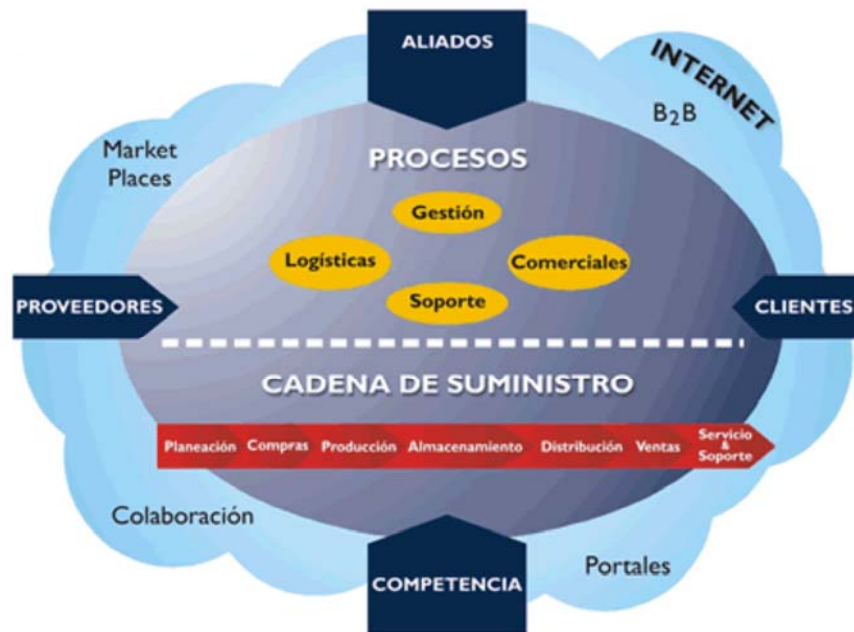 ALIADOS
INTERNET
B2B
Market
Places
PROCESOS
Gestión
Logísticas
Comerciales
Soporte
PROVEEDORES
CLIENTES
CADENA DE SUMINISTRO
Planeación
Compras
Producción
Almacenamiento
Distribución
Ventas
Servicio
&
Soporte
Colaboración
Portales
COMPETENCIA